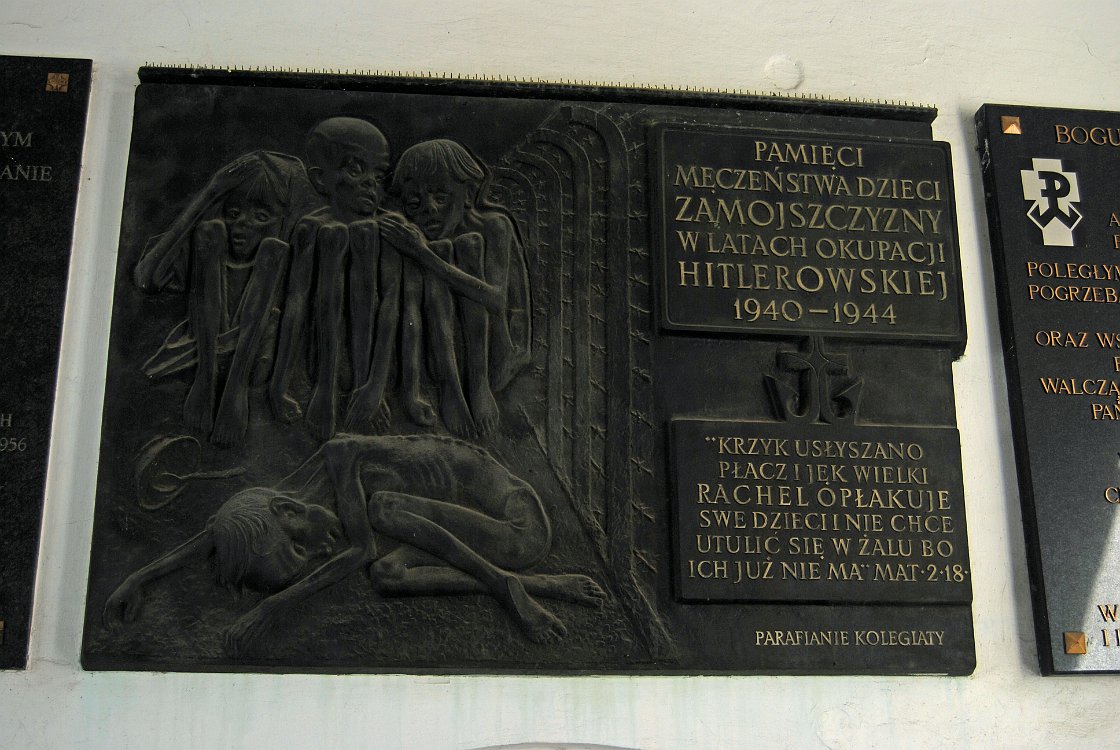 YM
ANIE
H
1956
PAMIĘCI
MĘCZEŃSTWA DZIECI
ZAMOJSZCZYZNY
W LATACH OKUPACJI
HITLEROWSKIEJ
1940 – 1944
"KRZYK USŁYSZANO
PŁACZ I JĘK WIELKI
RACHEL OPŁAKUJE
SWE DZIECI I NIE CHCE
UTULIĆ SIĘ W ŻALU BO
ICH JUŻ NIE MA" MAT·2·18·
PARAFIANIE KOLEGIATY
BOGU
POLEGŁYM
POGRZEB
ORAZ WS
WALCZĄ
PAŃ